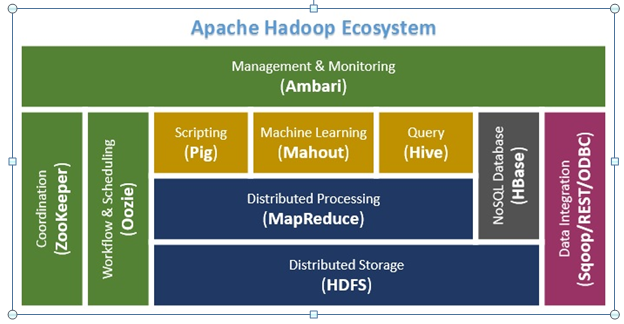 Apache Hadoop Ecosystem
Management & Monitoring
(Ambari)
Coordination
(ZooKeeper)
Workflow & Scheduling
(Oozie)
Scripting
(Pig)
Machine Learning
(Mahout)
Query
(Hive)
NoSQL Database
(HBase)
Data Integration
(Sqoop/REST/ODBC)
Distributed Processing
(MapReduce)
Distributed Storage
(HDFS)